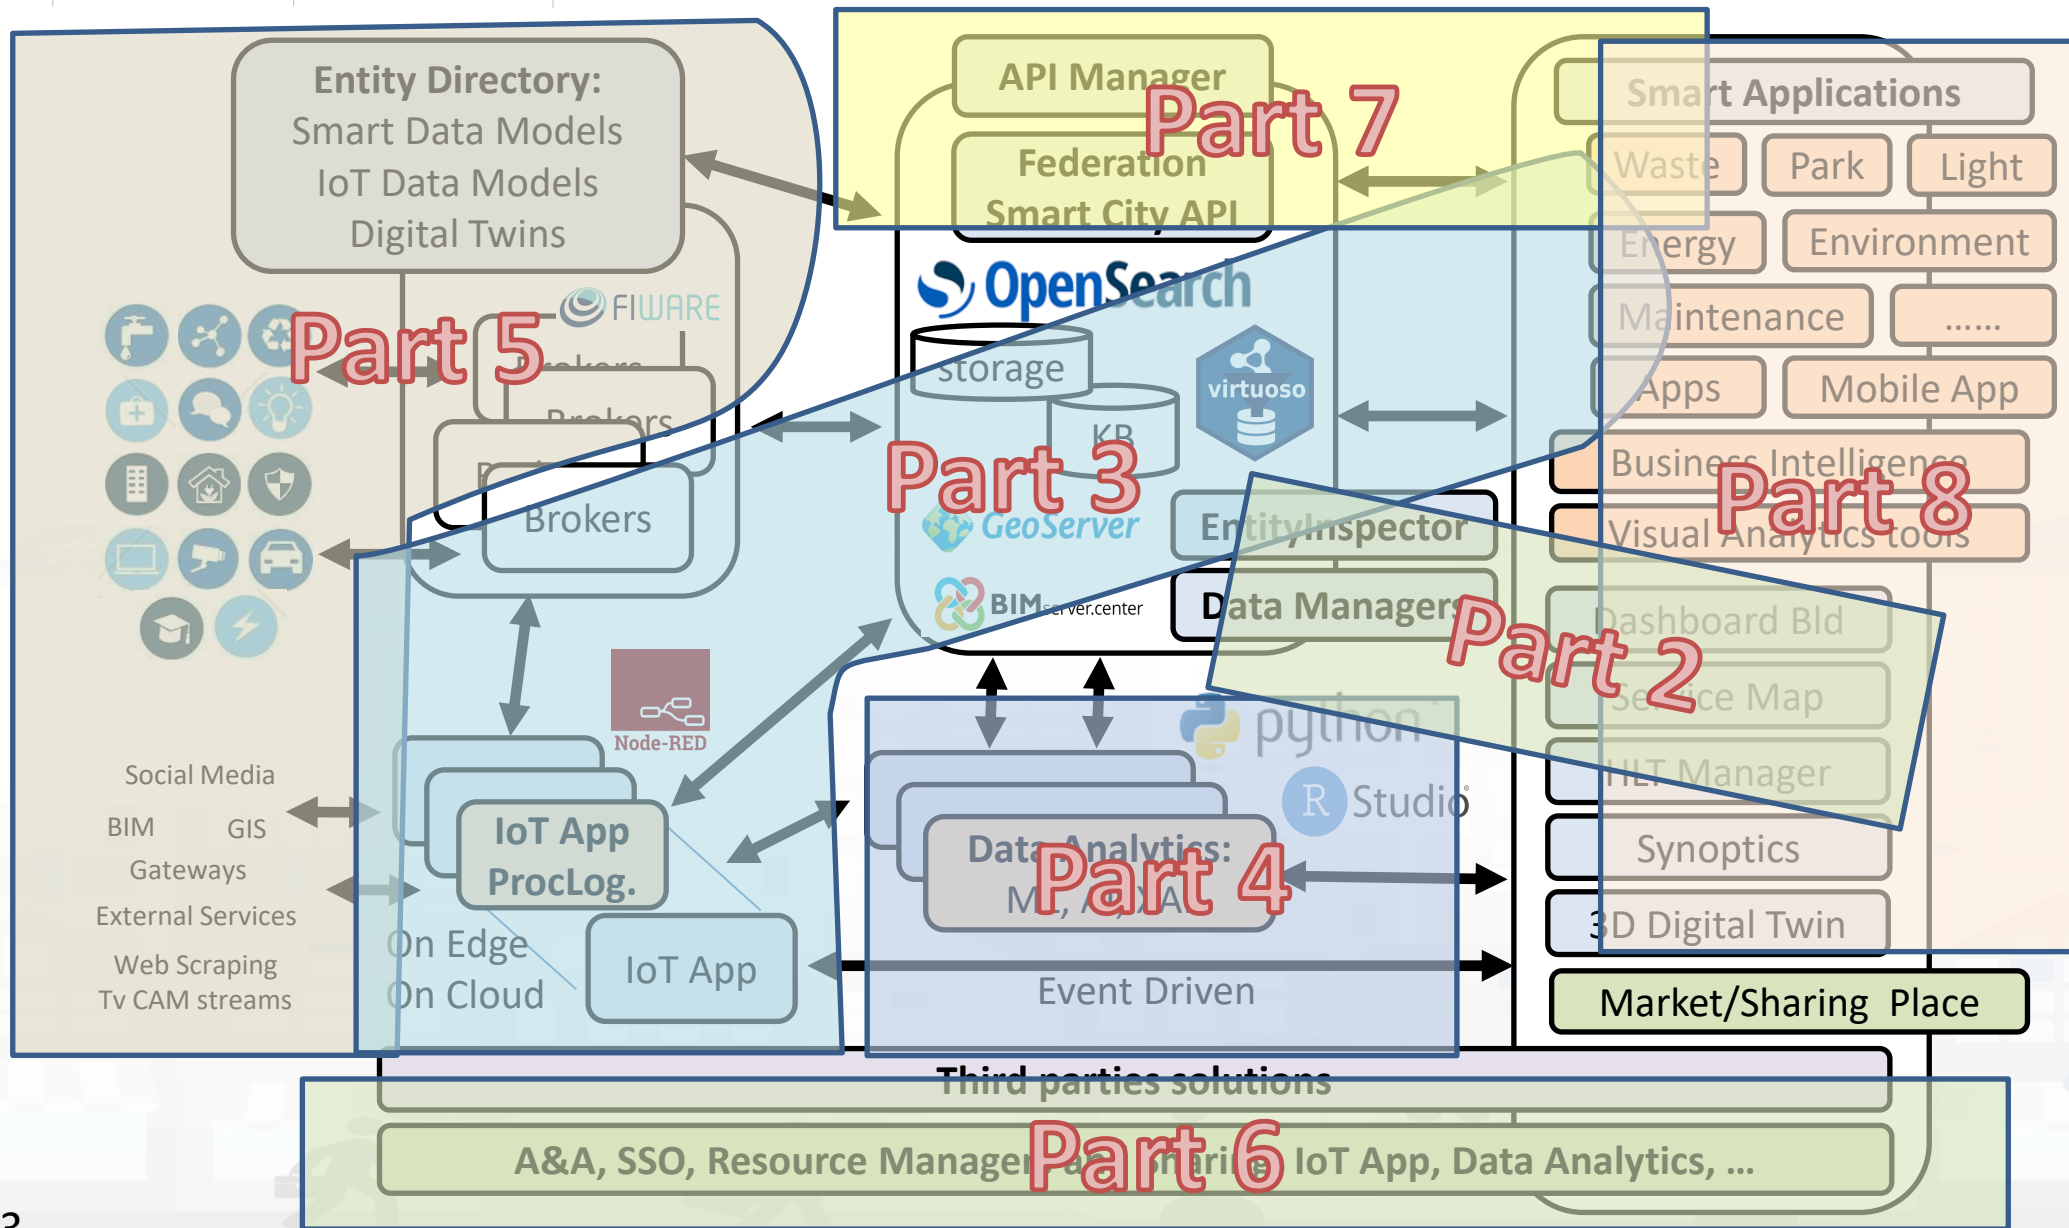 Entity Directory:
Smart Data Models
IoT Data Models
Digital Twins
FIWARE
Part 5
Brokers
Brokers
Brokers
API Manager
Part 7
Federation
Smart City API
OpenSearch
storage
KB
virtuoso
Part 3
GeoServer
EntityInspector
BIMserver.center
Data Managers
Smart Applications
Waste
Park
Light
Energy
Environment
Maintenance
......
Apps
Mobile App
Business Intelligence
Part 8
Visual Analytics tools
Part 2
Dashboard Bld
Service Map
HLT Manager
Synoptics
3D Digital Twin
Market/Sharing Place
Node-RED
Social Media
BIM
GIS
Gateways
External Services
Web Scraping
Tv CAM streams
IoT App
ProcLog.
On Edge
On Cloud
IoT App
python
R Studio
Data Analytics:
Part 4
Event Driven
Third parties solutions
Part 6
A&A, SSO, Resource Manager IoT App, Data Analytics, ...
3